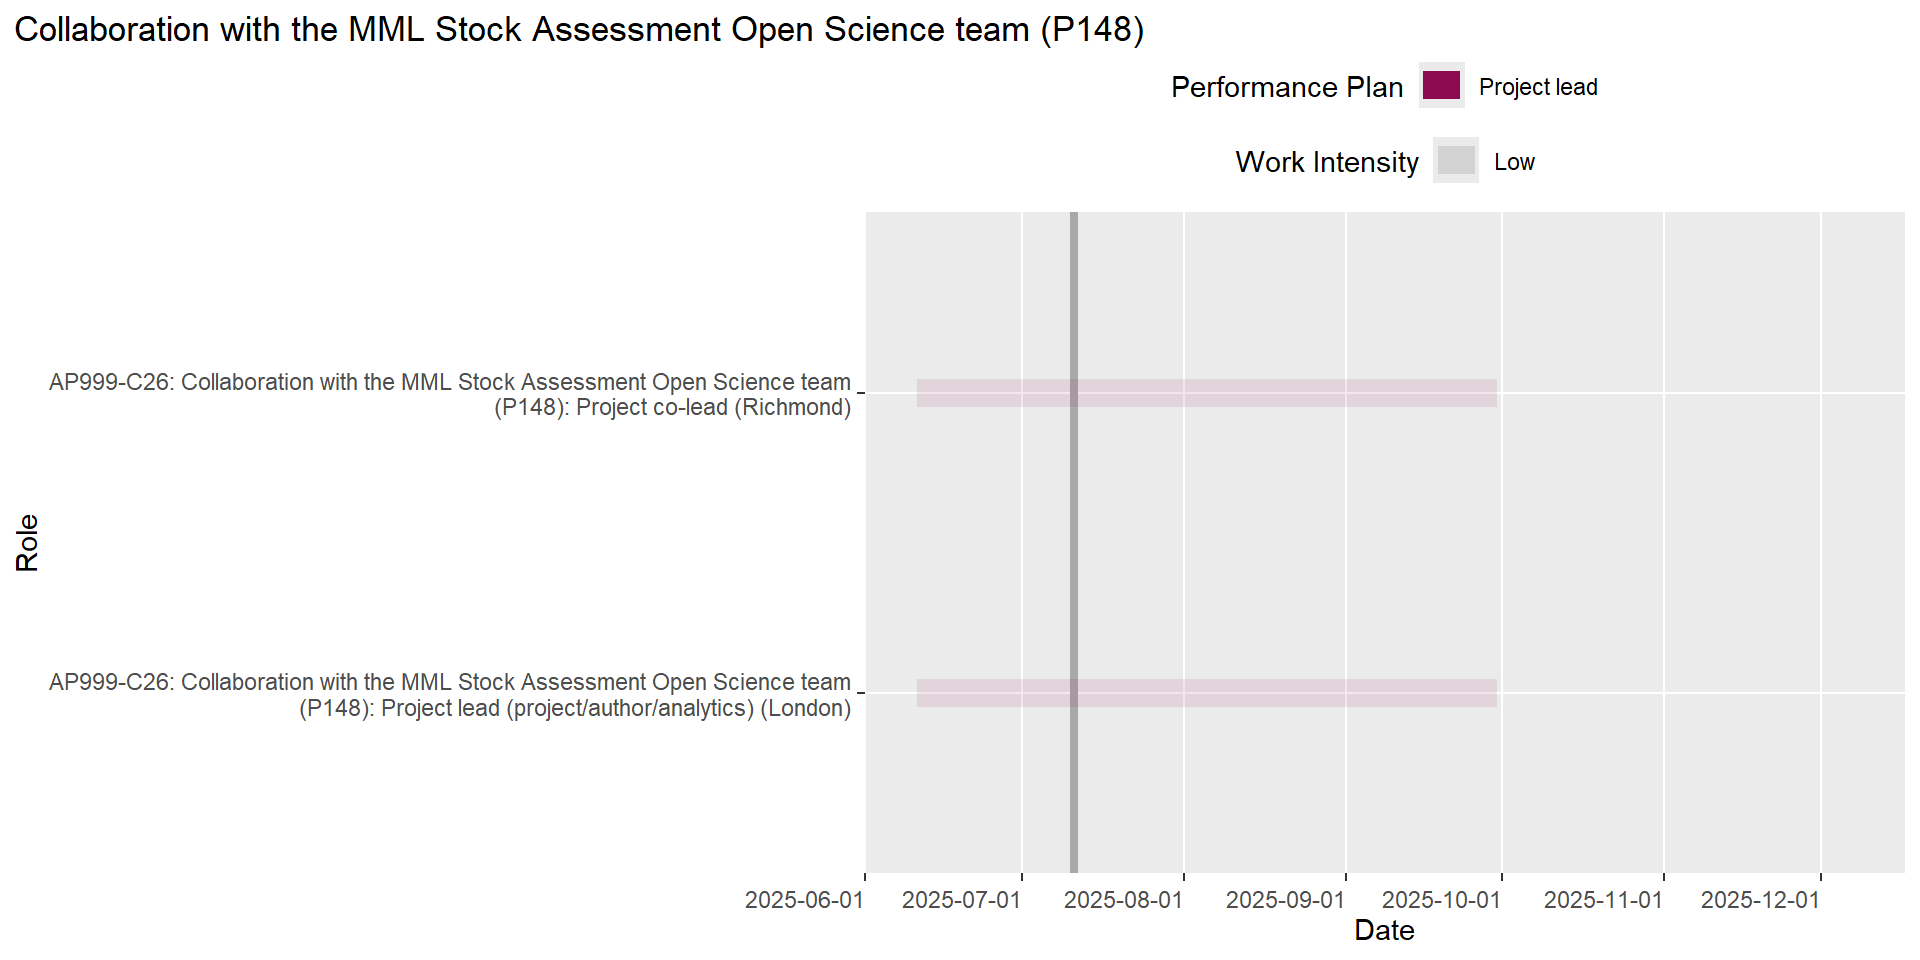 Collaboration with the MML Stock Assessment Open Science team (P148)
Performance Plan
Project lead
Work Intensity
Low
AP999-C26: Collaboration with the MML Stock Assessment Open Science team
(P148): Project co-lead (Richmond)
Role
AP999-C26: Collaboration with the MML Stock Assessment Open Science team
(P148): Project lead (project/author/analytics) (London)
2025-06-01
2025-07-01
2025-08-01
2025-09-01
2025-10-01
2025-11-01
2025-12-01
Date